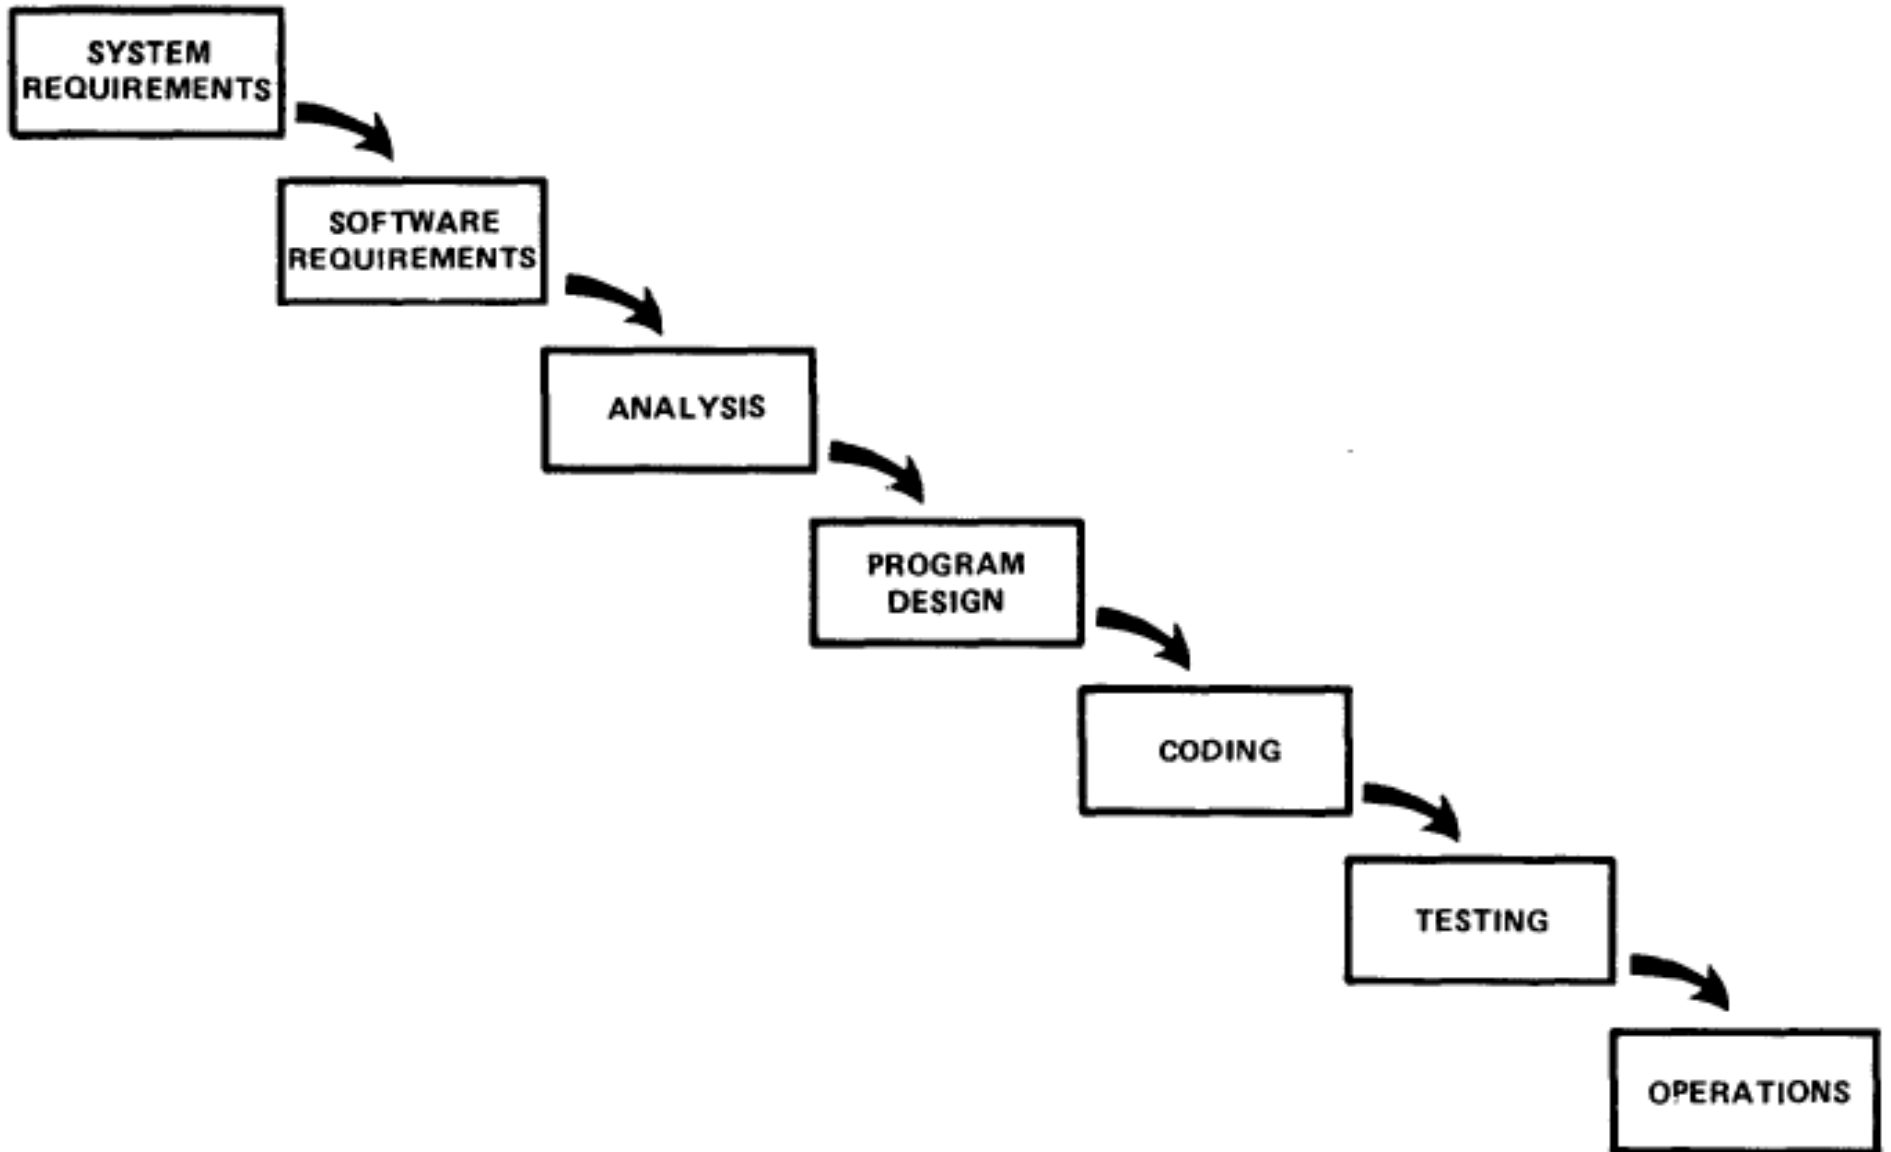 SYSTEM
REQUIREMENTS
SOFTWARE
REQUIREMENTS
ANALYSIS
PROGRAM
DESIGN
CODING
TESTING
OPERATIONS